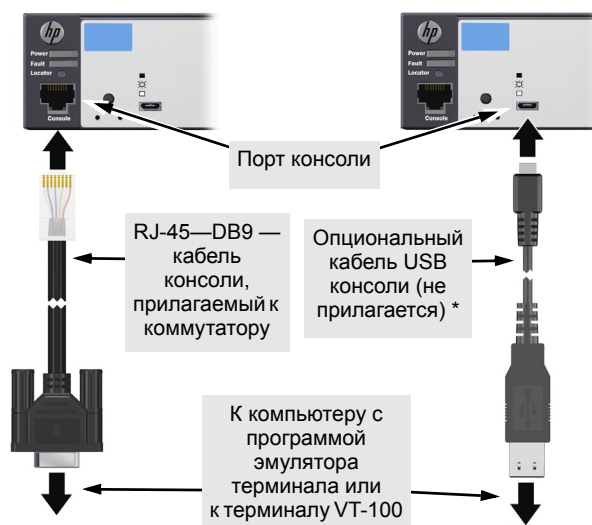 hp
Power
Fault
Locator
Console
hp
Power
Fault
Locator
Console
Порт консоли
RJ-45—DB9 —
кабель
консоли,
прилагаемый к
коммутатору
Опциональный
кабель USB
консоли (не
прилагается) *
К компьютеру с
программой
эмулятора
терминала или
к терминалу VT-100